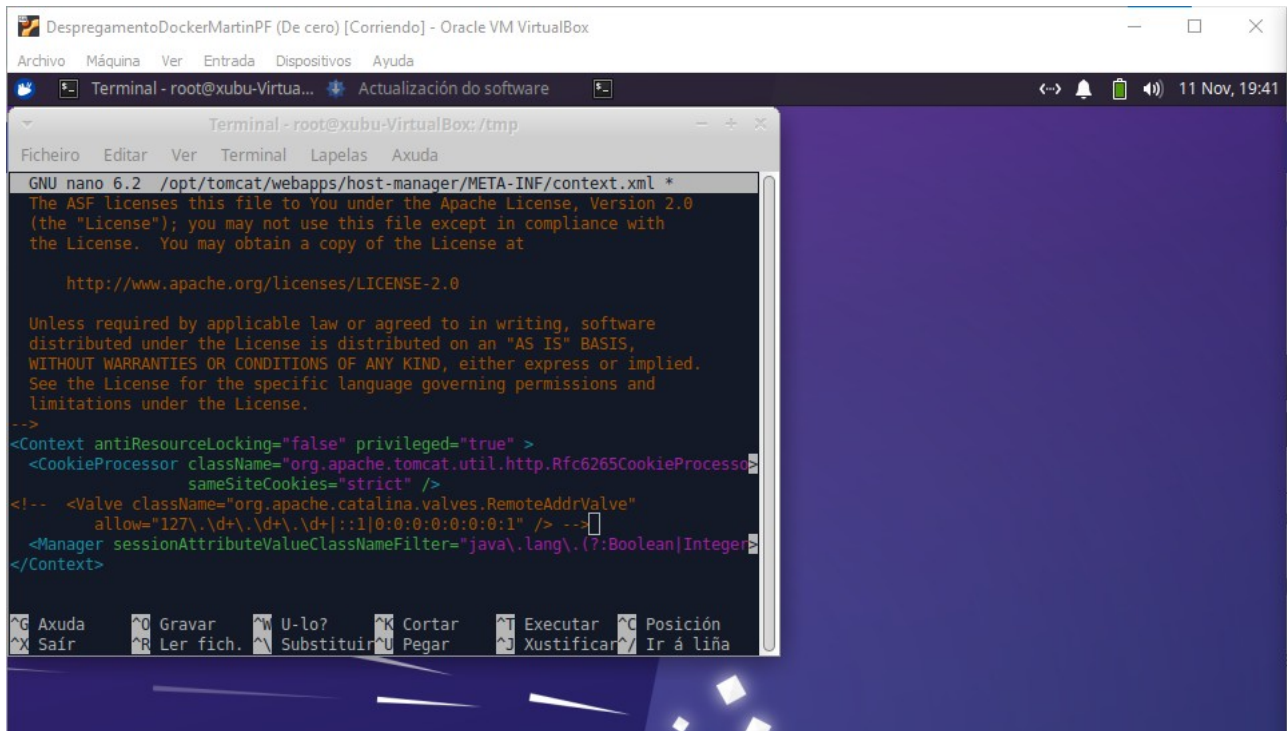 DespregamentoDockerMartinPF (De cero) [Corriendo] - Oracle VM VirtualBox
Archivo Máquina Ver Entrada Dispositivos Ayuda
Terminal - root@xubu-Virtua... Actualización do software 11 Nov, 19:41
Terminal - root@xubu-VirtualBox: /tmp
Ficheiro Editar Ver Terminal Lapelas Axuda
GNU nano 6.2 /opt/tomcat/webapps/host-manager/META-INF/context.xml *
The ASF licenses this file to You under the Apache License, Version 2.0
(the "License"); you may not use this file except in compliance with
the License. You may obtain a copy of the License at
http://www.apache.org/licenses/LICENSE-2.0
Unless required by applicable law or agreed to in writing, software
distributed under the License is distributed on an "AS IS" BASIS,
WITHOUT WARRANTIES OR CONDITIONS OF ANY KIND, either express or implied.
See the License for the specific language governing permissions and
limitations under the License.
-->
<Context antiResourceLocking="false" privileged="true" >
<CookieProcessor className="org.apache.tomcat.util.http.Rfc6265CookieProcesso>
sameSiteCookies="strict" />
<!-- <Valve className="org.apache.catalina.valves.RemoteAddrValve"
allow="127\.\d+\.\d+\.\d+|::1|0:0:0:0:0:0:0:1" /> -->
<Manager sessionAttributeValueClassNameFilter="java\.lang\.(?:Boolean|Integer>
</Context>
^G Axuda ^O Gravar ^W U-lo? ^K Cortar ^T Executar ^C Posición
^X Saír ^R Ler fich. ^\ Substituir ^U Pegar ^J Xustificar ^/ Ir á liña